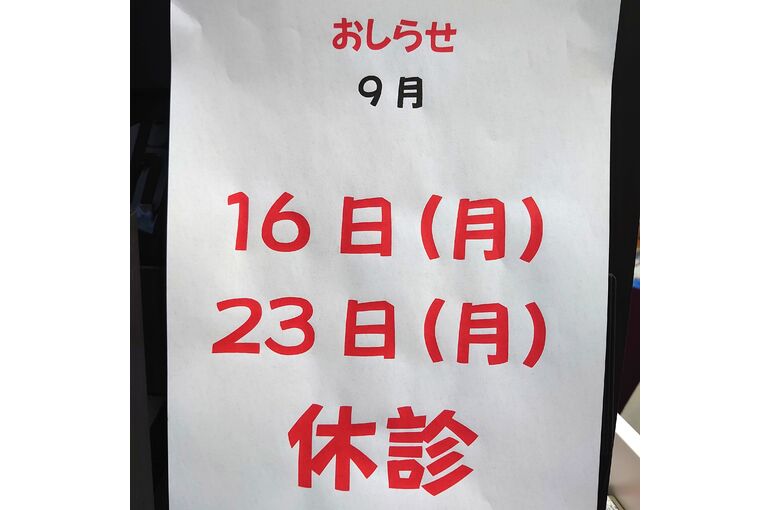 おしらせ
9月
16日(月)
23日(月)
休診